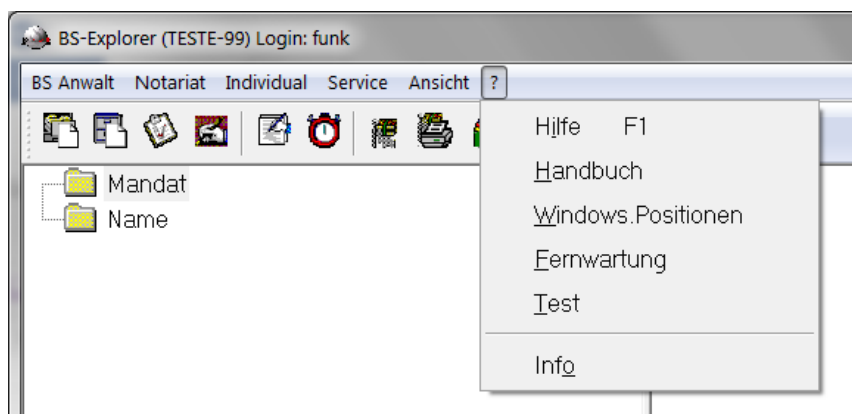 BS-Explorer (TESTE-99) Login: funk
BS Anwalt Notariat Individual Service Ansicht ?
Hilfe F1
Handbuch
Windows.Positionen
Fernwartung
Test
Info
Mandat
Name